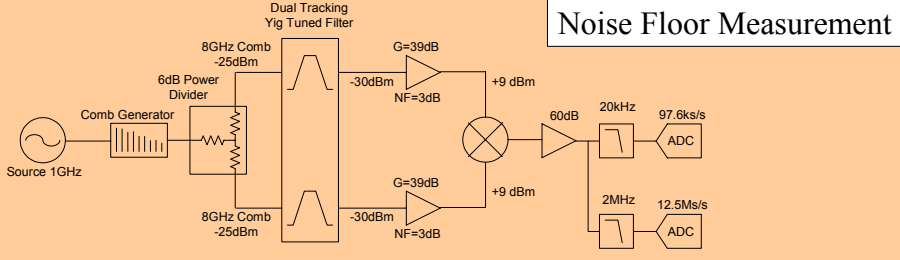 Noise Floor Measurement
Dual Tracking
Yig Tuned Filter
8GHz Comb
-25dBm
G=39dB
-30dBm
NF=3dB
+9 dBm
6dB Power
Divider
Comb Generator
Source 1GHz
60dB
20kHz
97.6ks/s
ADC
8GHz Comb
-25dBm
G=39dB
-30dBm
NF=3dB
+9 dBm
2MHz
12.5Ms/s
ADC